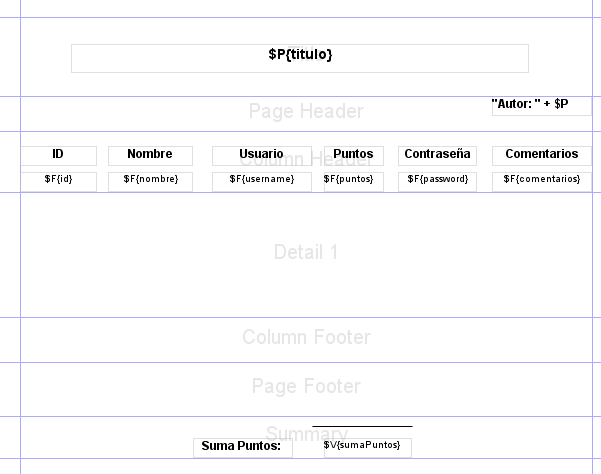 $P{titulo}
Page Header
"Autor: " + $P
Column Header
ID Nombre Usuario Puntos Contraseña Comentarios
$F{id} $F{nombre} $F{username} $F{puntos} $F{password} $F{comentarios}
Detail 1
Column Footer
Page Footer
Summary
Suma Puntos: $V{sumaPuntos}